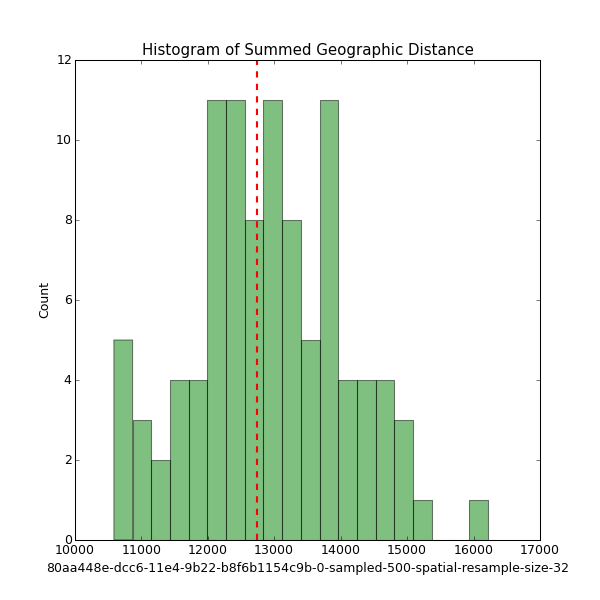 Histogram of Summed Geographic Distance
12
10
8
6
4
2
0
Count
10000 11000 12000 13000 14000 15000 16000 17000
80aa448e-dcc6-11e4-9b22-b8f6b1154c9b-0-sampled-500-spatial-resample-size-32